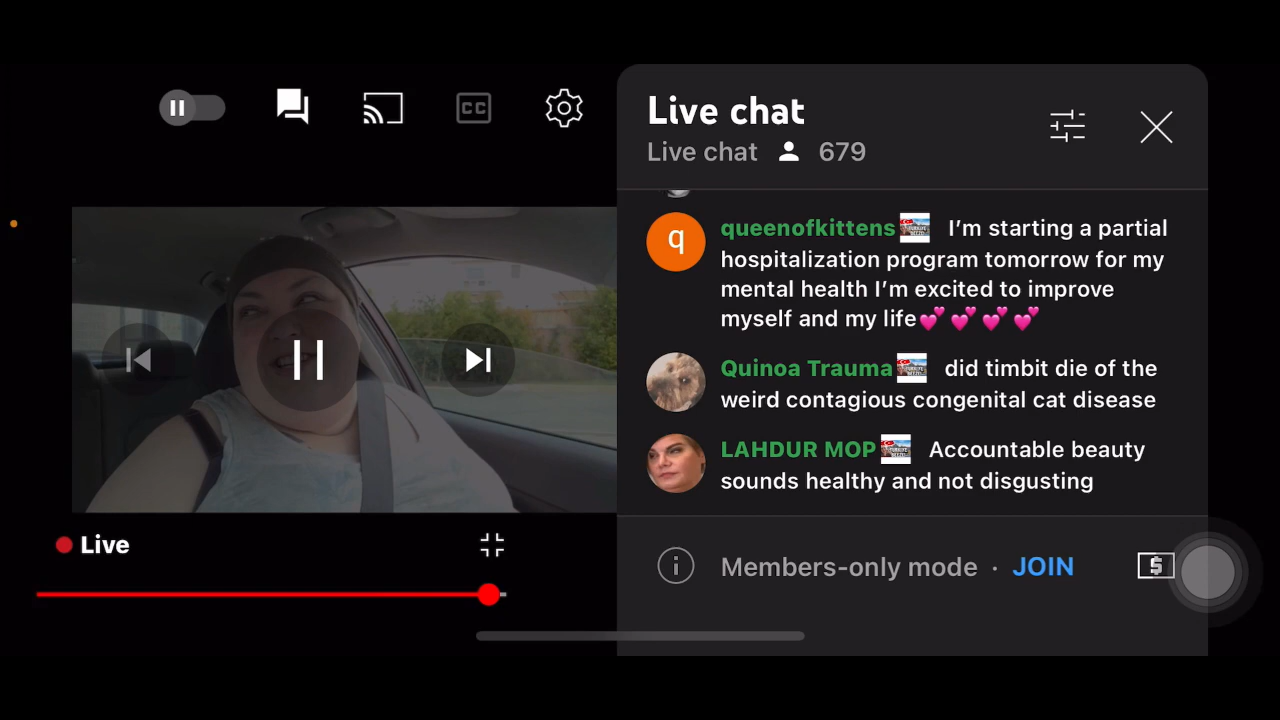 Live chat
Live chat 679
q
queenofkittens I'm starting a partial
hospitalization program tomorrow for my
mental health I'm excited to improve
myself and my life💕 💕 💕 💕
Quinoa Trauma did timbit die of the
weird contagious congenital cat disease
LAHDUR MOP Accountable beauty
sounds healthy and not disgusting
Members-only mode · JOIN
$
CC
Live